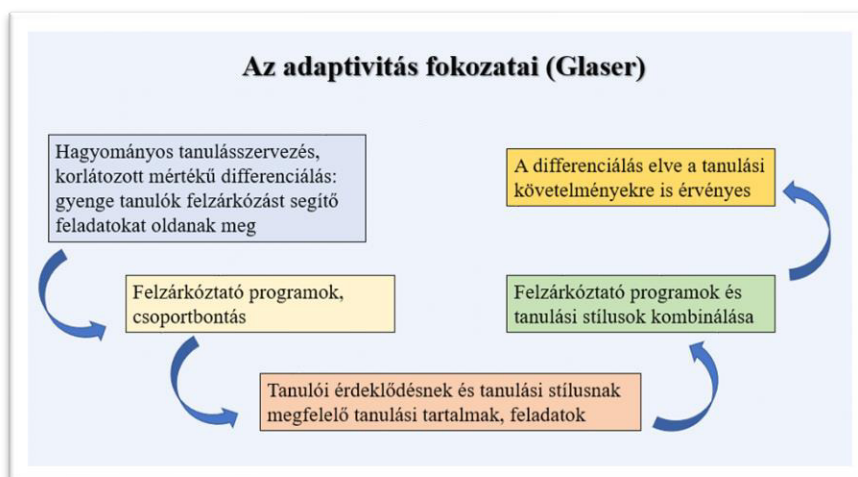 Az adaptivitás fokozatai (Glaser)
Hagyományos tanulásszervezés,
korlátozott mértékű differenciálás:
gyenge tanulók felzárkózást segítő
feladatokat oldanak meg
Felzárkóztató programok,
csoportbontás
Tanulói érdeklődésnek és tanulási stílusnak
megfelelő tanulási tartalmak, feladatok
Felzárkóztató programok és
tanulási stílusok kombinálása
A differenciálás elve a tanulási
követelményekre is érvényes